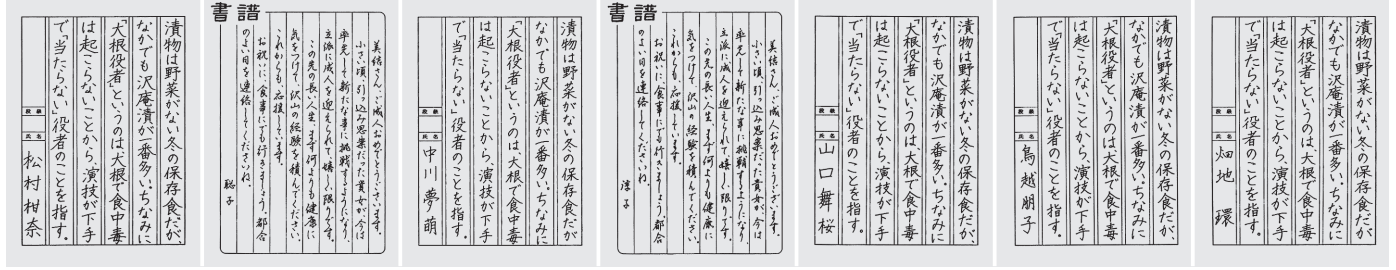 漬物は野菜がない冬の保存食だが、
なかでも沢庵漬が一番多い。ちなみに
「大根役者」というのは、大根で食中毒
は起こらないことから、演技が下手
で「当たらない」役者のことを指す。
段級
氏名
松村柑奈
書譜
美緒さん、ご成人おめでとうございます。
小さい頃、引っ込み思案だった貴女が、今は
率先して新たな事に挑戦するようになり、
立派に成人を迎えられて嬉しい限りです。
この先の長い人生、まず何よりも健康に
気をつけて、沢山の経験を積んでください。
これからも応援しています。
お祝いに食事にでも行きましょう。都合
のよい日を連絡してくださいね。
聡子
漬物は野菜がない冬の保存食だが
なかでも沢庵漬が一番多い。ちなみに
「大根役者」というのは、大根で食中毒
は起こらないことから、演技が下手
で「当たらない」役者のことを指す。
段級
氏名
中川夢萌
書譜
美緒さん、ご成人おめでとうございます。
小さい頃、引っ込み思案だった貴女が、今は
率先して新たな事に挑戦するようになり、
立派に成人を迎えられて嬉しい限りです。
この先の長い人生、まず何よりも健康に
気をつけて、沢山の経験を積んでください。
これからも、応援しています。
お祝いに、食事にでも行きましょう。都合
のよい日を連絡してくださいね。
淳子
漬物は野菜がない冬の保存食だが、
なかでも沢庵漬が一番多い。ちなみに
「大根役者」というのは、大根で食中毒
は起こらないことから、演技が下手
で「当たらない」役者のことを指す。
段級
氏名
山口舞桜
漬物は野菜がない冬の保存食だが、
なかでも沢庵漬が一番多い。ちなみに
「大根役者」というのは、大根で食中毒
は起こらないことから、演技が下手
で「当たらない」役者のことを指す。
段級
氏名
鳥越朋子
漬物は野菜がない冬の保存食だが、
なかでも沢庵漬が一番多い。ちなみに
「大根役者」というのは、大根で食中毒
は起こらないことから、演技が下手
で「当たらない」役者のことを指す。
段級
氏名
畑地 環